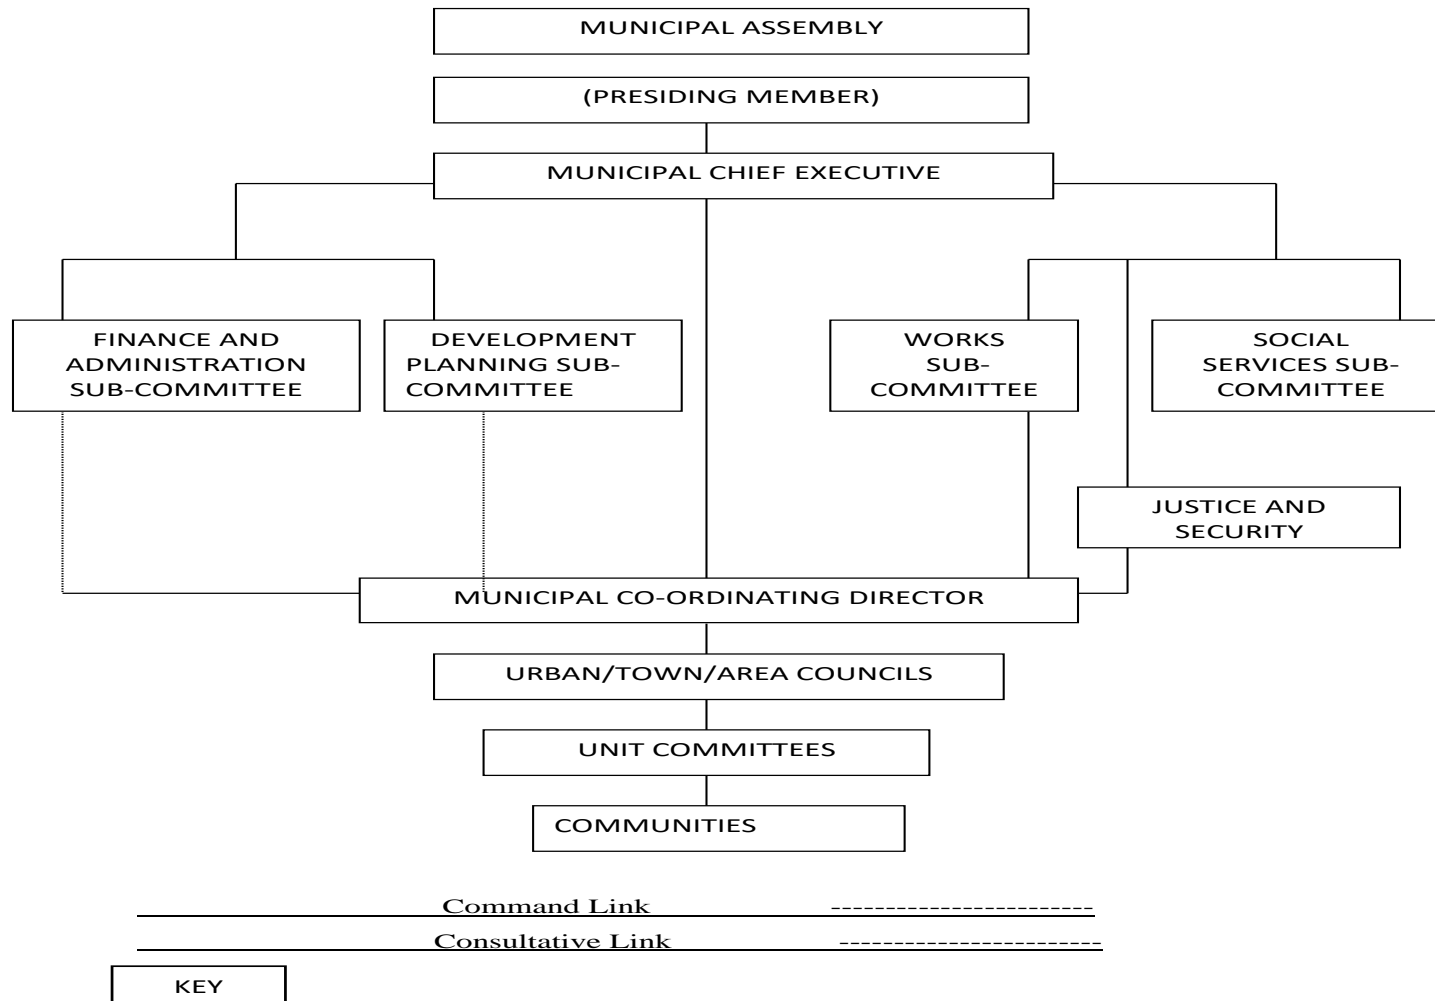 MUNICIPAL ASSEMBLY
(PRESIDING MEMBER)
MUNICIPAL CHIEF EXECUTIVE
FINANCE AND
ADMINISTRATION
SUB-COMMITTEE
DEVELOPMENT
PLANNING SUB-
COMMITTEE
WORKS
SUB-
COMMITTEE
SOCIAL
SERVICES SUB-
COMMITTEE
JUSTICE AND
SECURITY
MUNICIPAL CO-ORDINATING DIRECTOR
URBAN/TOWN/AREA COUNCILS
UNIT COMMITTEES
COMMUNITIES
Command Link ------------------------
Consultative Link ------------------------
KEY